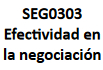 SEG0303
Efectividad en
la negociación